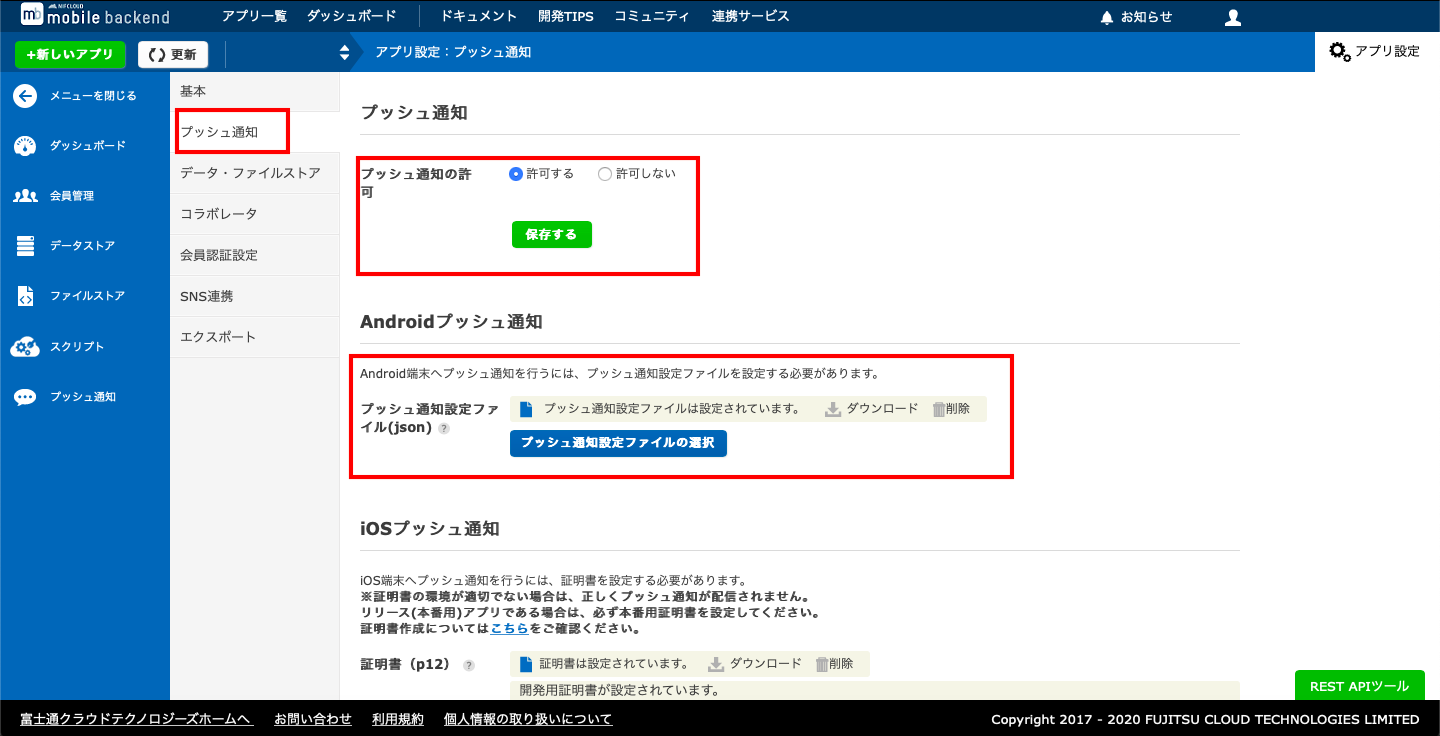 NIFCLOUD
mb mobile backend
アプリ一覧 ダッシュボード ドキュメント 開発TIPS コミュニティ 連携サービス お知らせ
+新しいアプリ 更新 アプリ設定：プッシュ通知 アプリ設定
メニューを閉じる
ダッシュボード
会員管理
データストア
ファイルストア
スクリプト
プッシュ通知
基本
プッシュ通知
データ・ファイルストア
コラボレータ
会員認証設定
SNS連携
エクスポート
プッシュ通知
プッシュ通知の許
可
許可する 許可しない
保存する
Androidプッシュ通知
Android端末へプッシュ通知を行うには、プッシュ通知設定ファイルを設定する必要があります。
プッシュ通知設定ファ
イル(json) ?
プッシュ通知設定ファイルは設定されています。 ダウンロード 削除
プッシュ通知設定ファイルの選択
iOSプッシュ通知
iOS端末へプッシュ通知を行うには、証明書を設定する必要があります。
※証明書の環境が適切でない場合は、正しくプッシュ通知が配信されません。
リリース(本番用)アプリである場合は、必ず本番用証明書を設定してください。
証明書作成についてはこちらをご確認ください。
証明書（p12） ?
証明書は設定されています。 ダウンロード 削除
開発用証明書が設定されています。
REST APIツール
富士通クラウドテクノロジーズホームへ お問い合わせ 利用規約 個人情報の取り扱いについて Copyright 2017 - 2020 FUJITSU CLOUD TECHNOLOGIES LIMITED